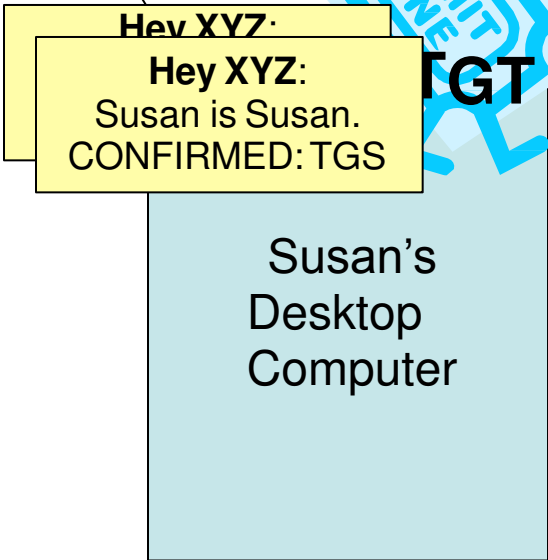 Hey XYZ:
Hey XYZ:
Susan is Susan.
CONFIRMED: TGS
TGT
Susan’s
Desktop
Computer